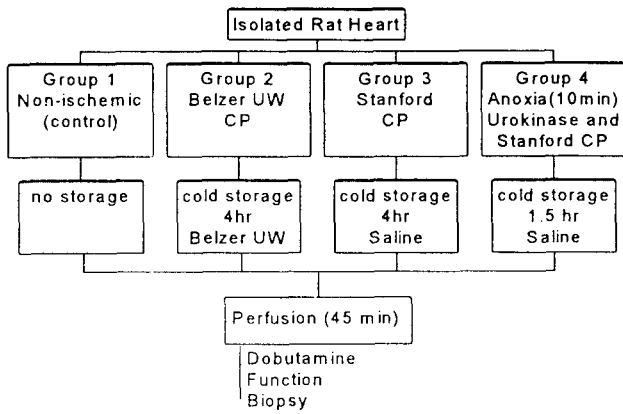 Isolated Rat Heart
Group 1
Non-ischemic
(control)
Group 2
Belzer UW
CP
Group 3
Stanford
CP
Group 4
Anoxia(10min)
Urokinase and
Stanford CP
no storage
cold storage
4hr
Belzer UW
cold storage
4hr
Saline
cold storage
1.5 hr
Saline
Perfusion (45 min)
Dobutamine
Function
Biopsy